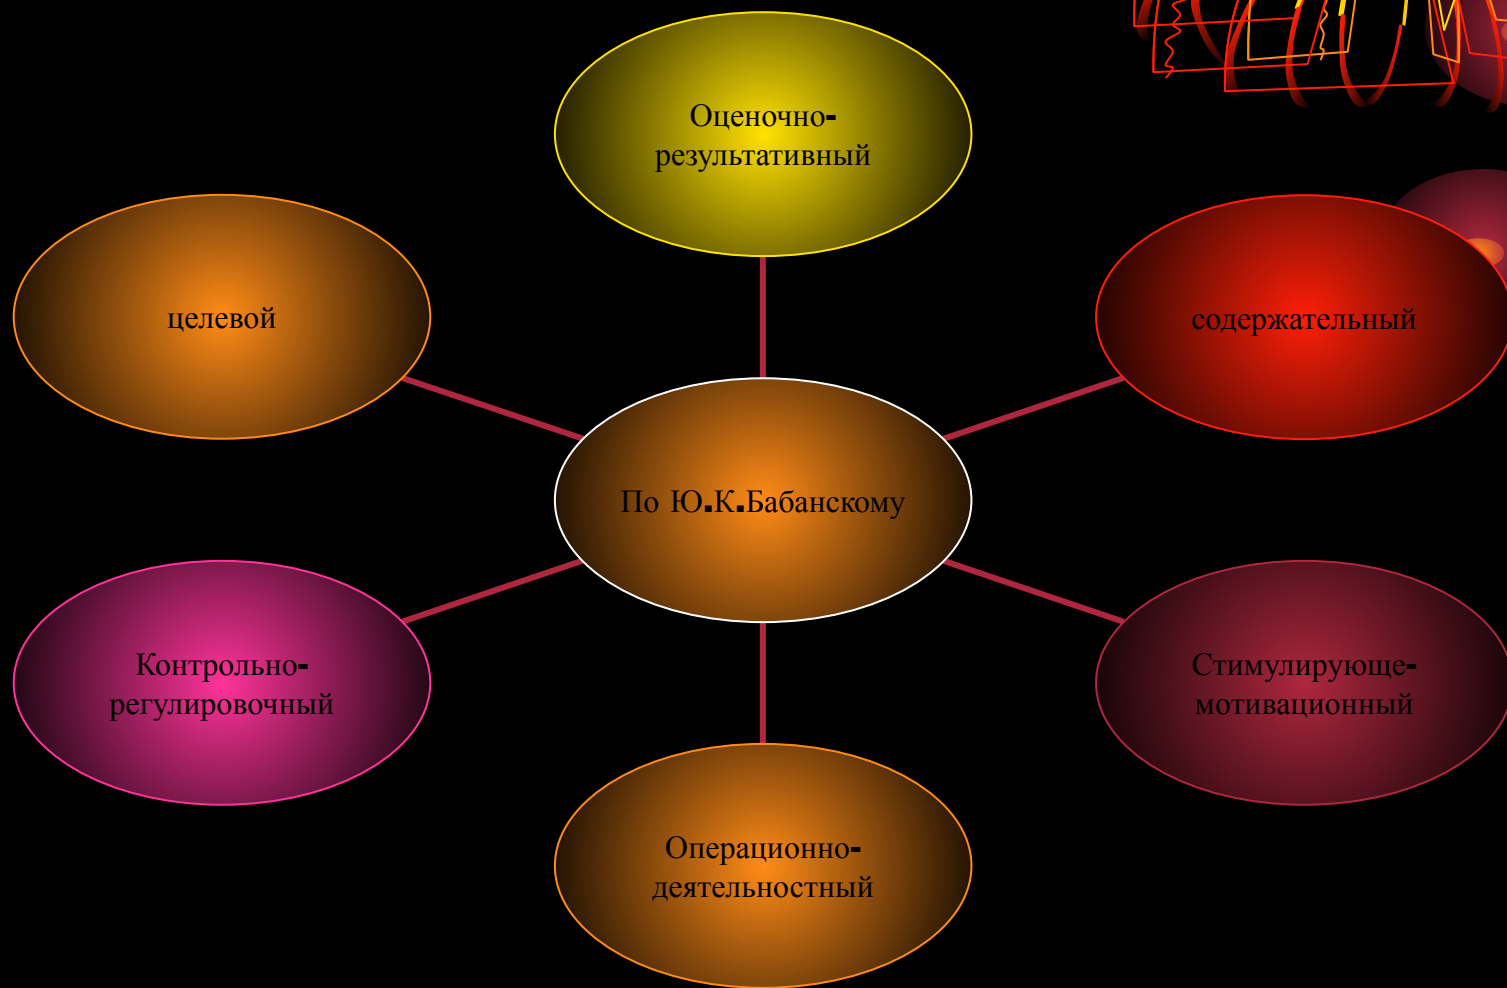 Оценочно-
результативный
целевой
содержательный
По Ю.К.Бабанскому
Контрольно-
регулировочный
Стимулирующе-
мотивационный
Операционно-
деятельностный